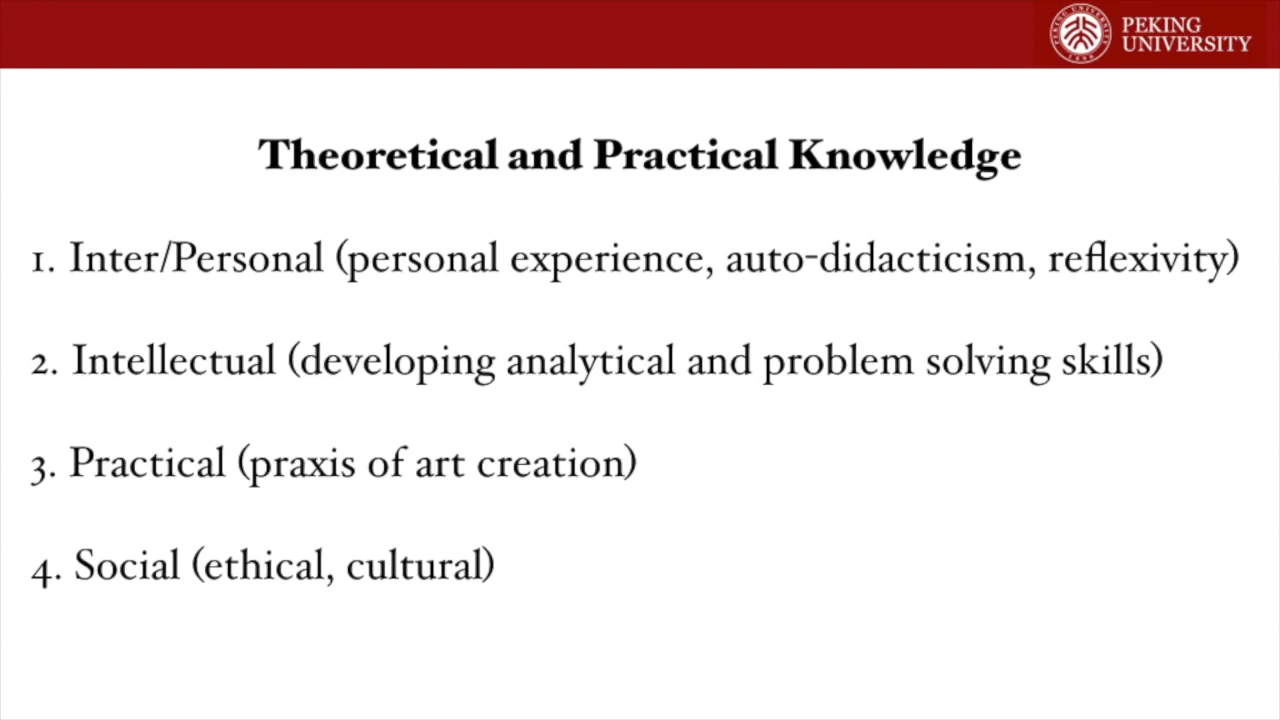 PEKING
UNIVERSITY
Theoretical and Practical Knowledge
1. Inter/Personal (personal experience, auto-didacticism, reflexivity)
2. Intellectual (developing analytical and problem solving skills)
3. Practical (praxis of art creation)
4. Social (ethical, cultural)